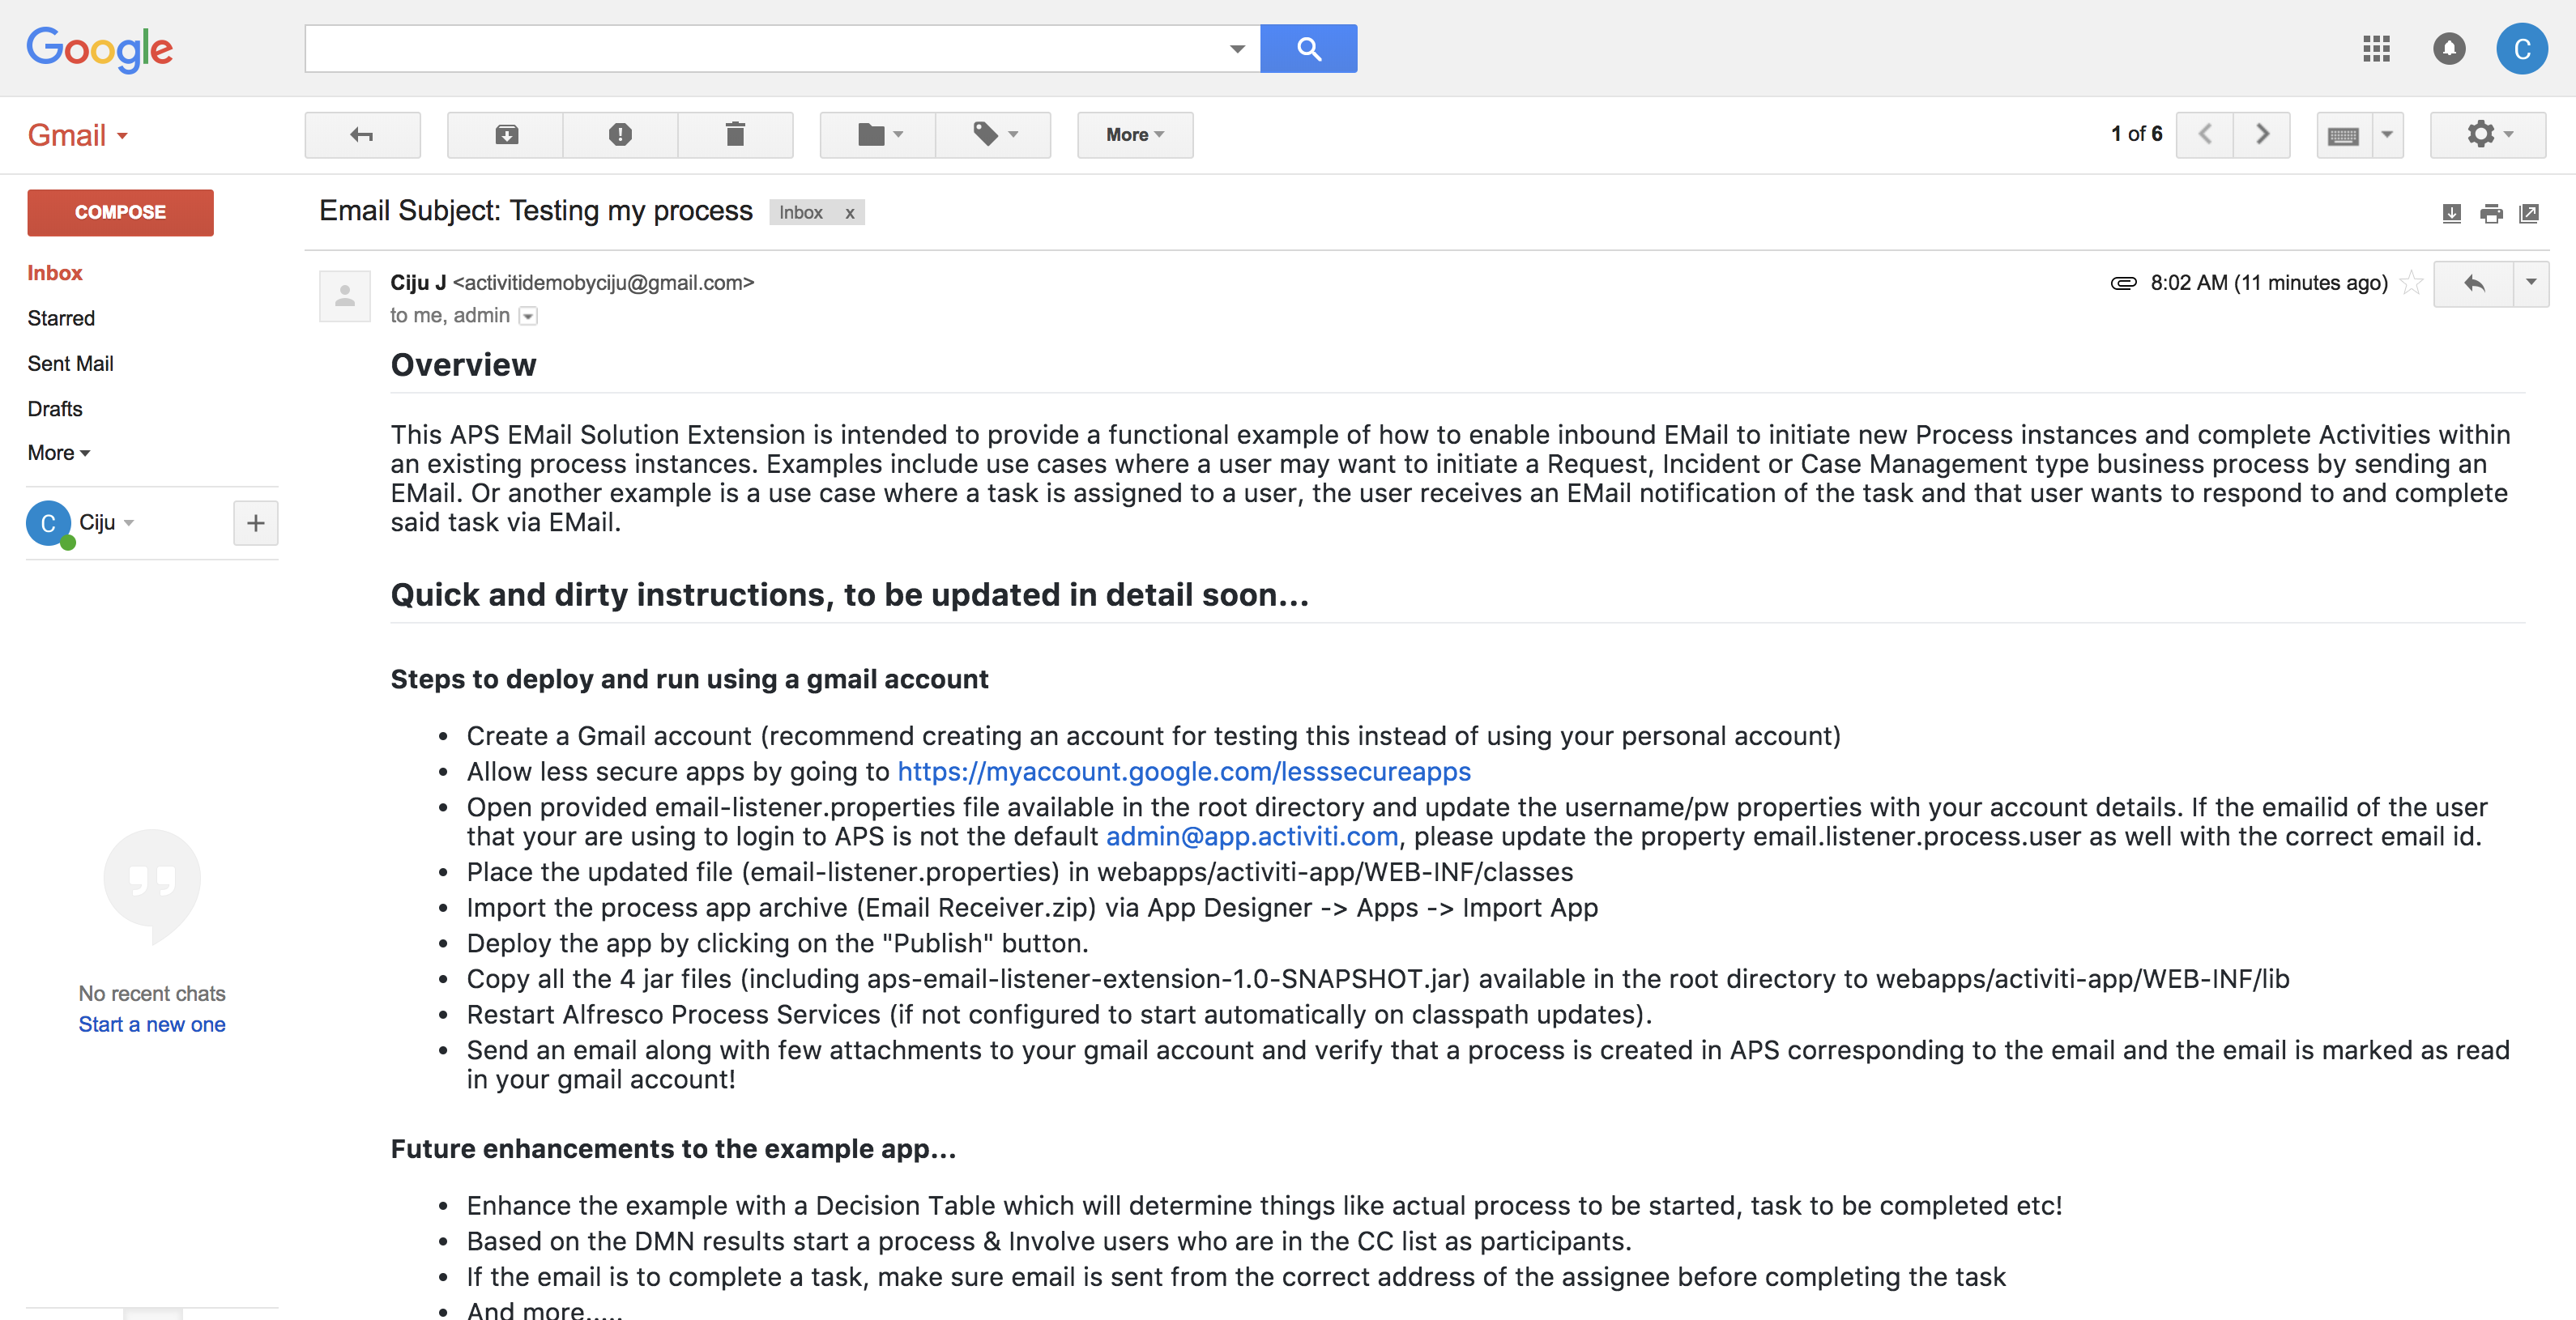 Google
C
Gmail
More
1 of 6
COMPOSE
Email Subject: Testing my process
Inbox x
Inbox
Starred
Sent Mail
Drafts
More
C
Ciju
+
No recent chats
Start a new one
Ciju J <activitidemobyciju@gmail.com>
8:02 AM (11 minutes ago)
to me, admin
Overview
This APS EMail Solution Extension is intended to provide a functional example of how to enable inbound EMail to initiate new Process instances and complete Activities within
an existing process instances. Examples include use cases where a user may want to initiate a Request, Incident or Case Management type business process by sending an
EMail. Or another example is a use case where a task is assigned to a user, the user receives an EMail notification of the task and that user wants to respond to and complete
said task via EMail.
Quick and dirty instructions, to be updated in detail soon...
Steps to deploy and run using a gmail account
• Create a Gmail account (recommend creating an account for testing this instead of using your personal account)
• Allow less secure apps by going to https://myaccount.google.com/lesssecureapps
• Open provided email-listener.properties file available in the root directory and update the username/pw properties with your account details. If the emailid of the user
that your are using to login to APS is not the default admin@app.activiti.com, please update the property email.listener.process.user as well with the correct email id.
• Place the updated file (email-listener.properties) in webapps/activiti-app/WEB-INF/classes
• Import the process app archive (Email Receiver.zip) via App Designer -> Apps -> Import App
• Deploy the app by clicking on the "Publish" button.
• Copy all the 4 jar files (including aps-email-listener-extension-1.0-SNAPSHOT.jar) available in the root directory to webapps/activiti-app/WEB-INF/lib
• Restart Alfresco Process Services (if not configured to start automatically on classpath updates).
• Send an email along with few attachments to your gmail account and verify that a process is created in APS corresponding to the email and the email is marked as read
in your gmail account!
Future enhancements to the example app...
• Enhance the example with a Decision Table which will determine things like actual process to be started, task to be completed etc!
• Based on the DMN results start a process & Involve users who are in the CC list as participants.
• If the email is to complete a task, make sure email is sent from the correct address of the assignee before completing the task
• And more.....